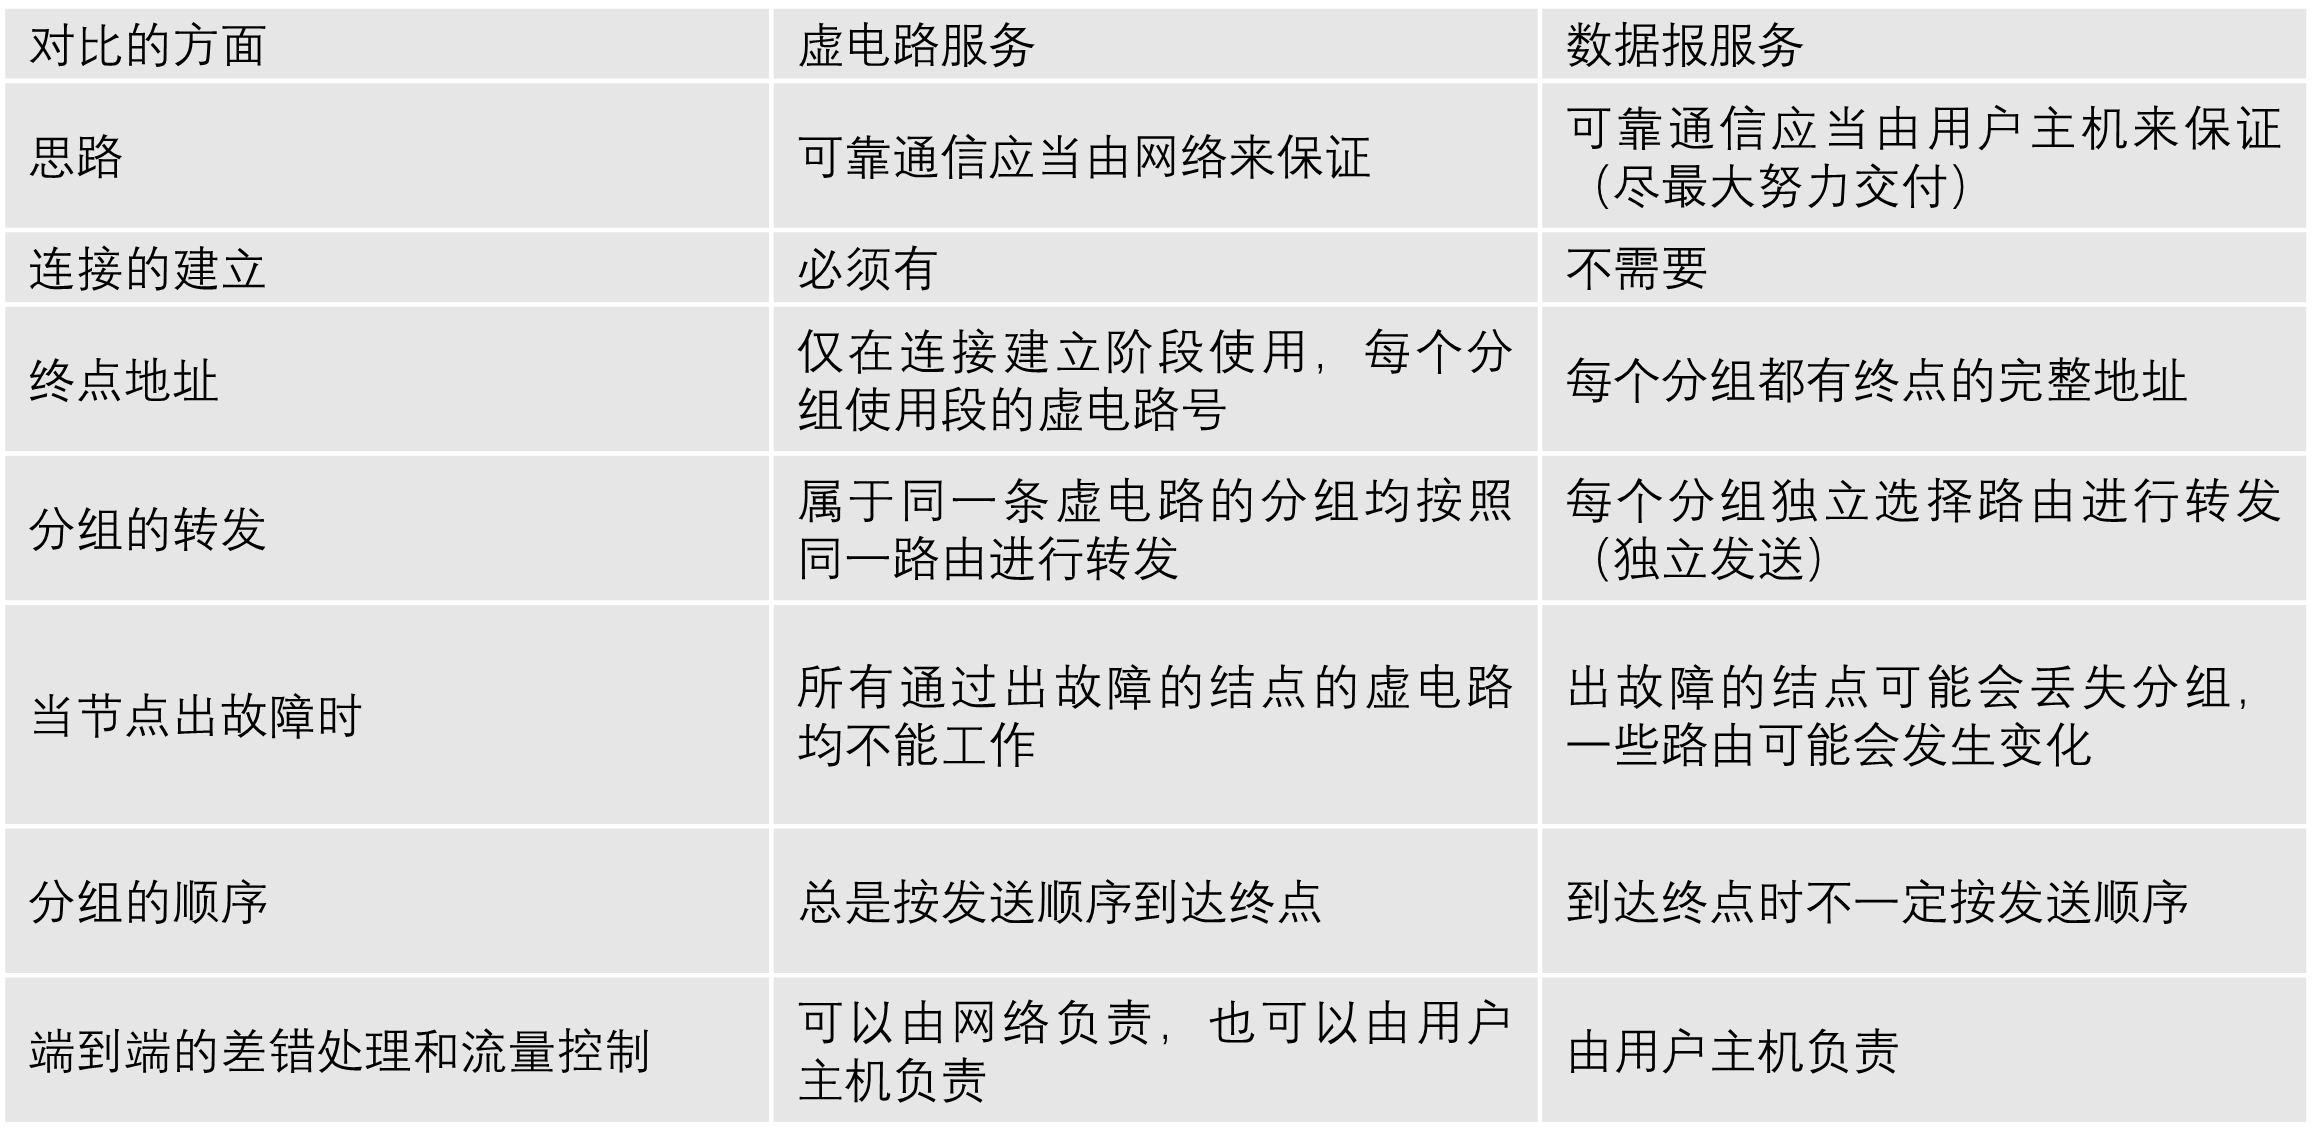 对比的方面
虚电路服务
数据报服务
思路
可靠通信应当由网络来保证
可靠通信应当由用户主机来保证
（尽最大努力交付）
连接的建立
必须有
不需要
终点地址
仅在连接建立阶段使用，每个分
组使用段的虚电路号
每个分组都有终点的完整地址
分组的转发
属于同一条虚电路的分组均按照
同一路由进行转发
每个分组独立选择路由进行转发
（独立发送）
当节点出故障时
所有通过出故障的结点的虚电路
均不能工作
出故障的结点可能会丢失分组，
一些路由可能会发生变化
分组的顺序
总是按发送顺序到达终点
到达终点时不一定按发送顺序
端到端的差错处理和流量控制
可以由网络负责，也可以由用户
主机负责
由用户主机负责